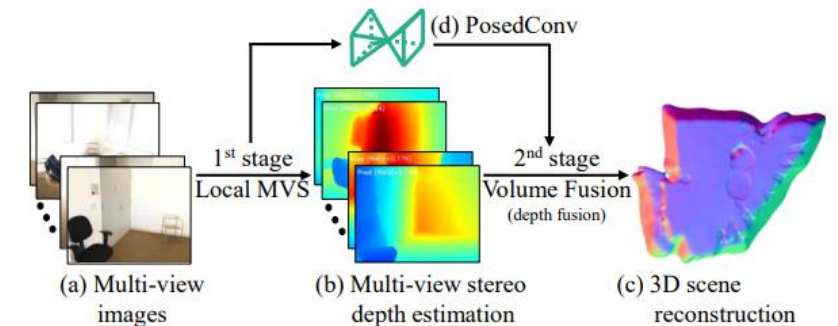 (d) PosedConv
1st stage
Local MVS
2nd stage
Volume Fusion
(depth fusion)
(a) Multi-view
images
(b) Multi-view stereo
depth estimation
(c) 3D scene
reconstruction